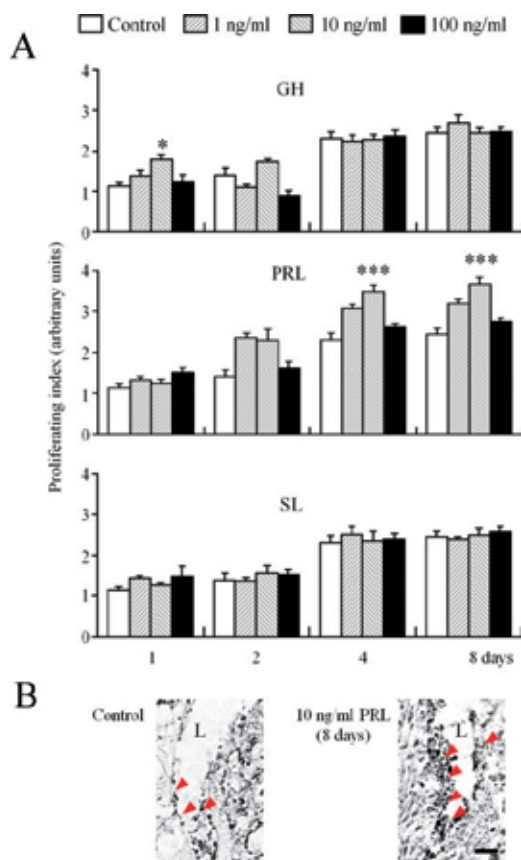 Control 1 ng/ml 10 ng/ml 100 ng/ml
A
GH
4
3
2
1
0
*
PRL
4
3
2
1
0
***
***
Proliferating index (arbitrary units)
SL
4
3
2
1
0
1 2 4 8 days
B
Control
L
10 ng/ml PRL
(8 days)
L